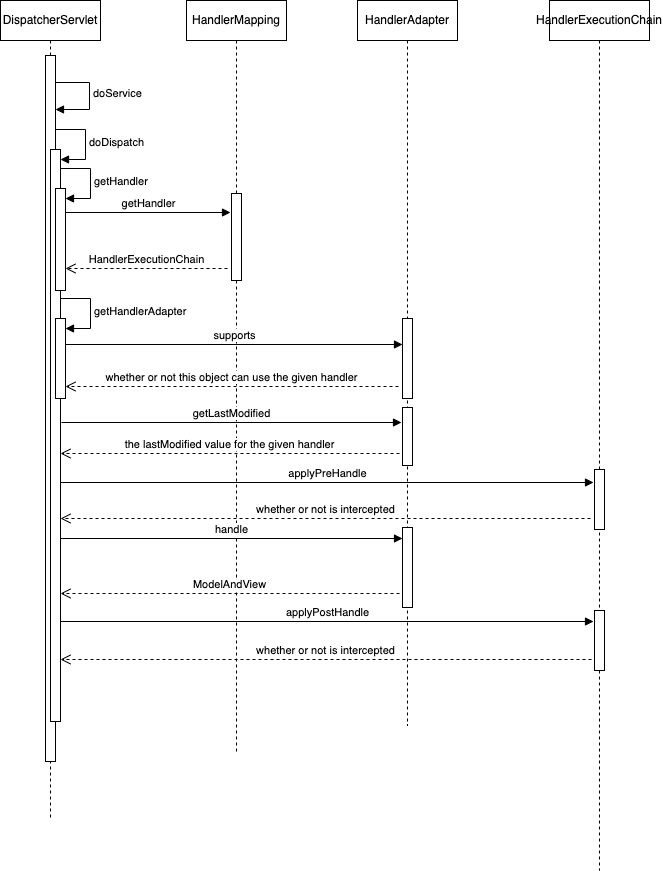 DispatcherServlet
HandlerMapping
HandlerAdapter
HandlerExecutionChain
doService
doDispatch
getHandler
getHandler
HandlerExecutionChain
getHandlerAdapter
supports
whether or not this object can use the given handler
getLastModified
the lastModified value for the given handler
applyPreHandle
whether or not is intercepted
handle
ModelAndView
applyPostHandle
whether or not is intercepted